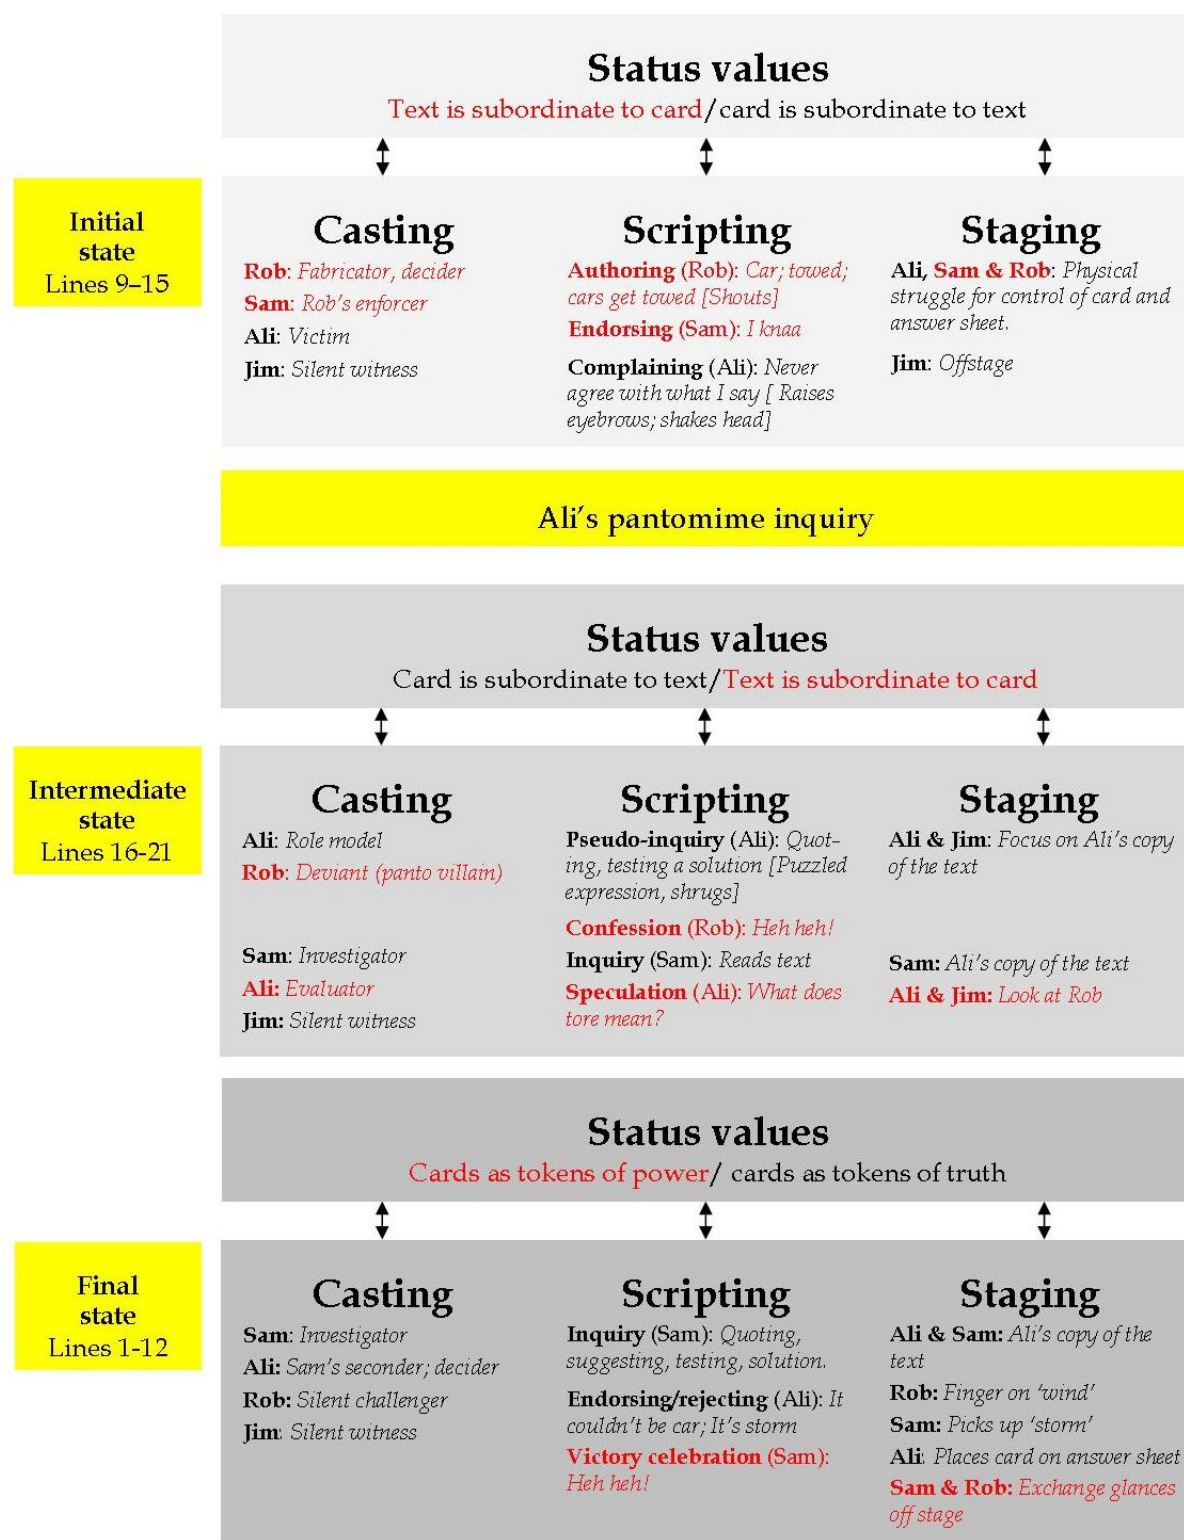 Status values
Text is subordinate to card/card is subordinate to text
Initial
state
Lines 9–15
Casting
Rob: Fabricator, decider
Sam: Rob's enforcer
Ali: Victim
Jim: Silent witness
Scripting
Authoring (Rob): Car; towed;
cars get towed [Shouts]
Endorsing (Sam): I knaa
Complaining (Ali): Never
agree with what I say [ Raises
eyebrows; shakes head]
Staging
Ali, Sam & Rob: Physical
struggle for control of card and
answer sheet.
Jim: Offstage
Ali's pantomime inquiry
Status values
Card is subordinate to text/Text is subordinate to card
Intermediate
state
Lines 16-21
Casting
Ali: Role model
Rob: Deviant (panto villain)
Sam: Investigator
Ali: Evaluator
Jim: Silent witness
Scripting
Pseudo-inquiry (Ali): Quot-
ing, testing a solution [Puzzled
expression, shrugs]
Confession (Rob): Heh heh!
Inquiry (Sam): Reads text
Speculation (Ali): What does
tore mean?
Staging
Ali & Jim: Focus on Ali's copy
of the text
Sam: Ali's copy of the text
Ali & Jim: Look at Rob
Status values
Cards as tokens of power/ cards as tokens of truth
Final
state
Lines 1-12
Casting
Sam: Investigator
Ali: Sam's seconder; decider
Rob: Silent challenger
Jim: Silent witness
Scripting
Inquiry (Sam): Quoting,
suggesting, testing, solution.
Endorsing/rejecting (Ali): It
couldn't be car; It's storm
Victory celebration (Sam):
Heh heh!
Staging
Ali & Sam: Ali's copy of the
text
Rob: Finger on 'wind'
Sam: Picks up 'storm'
Ali: Places card on answer sheet
Sam & Rob: Exchange glances
off stage